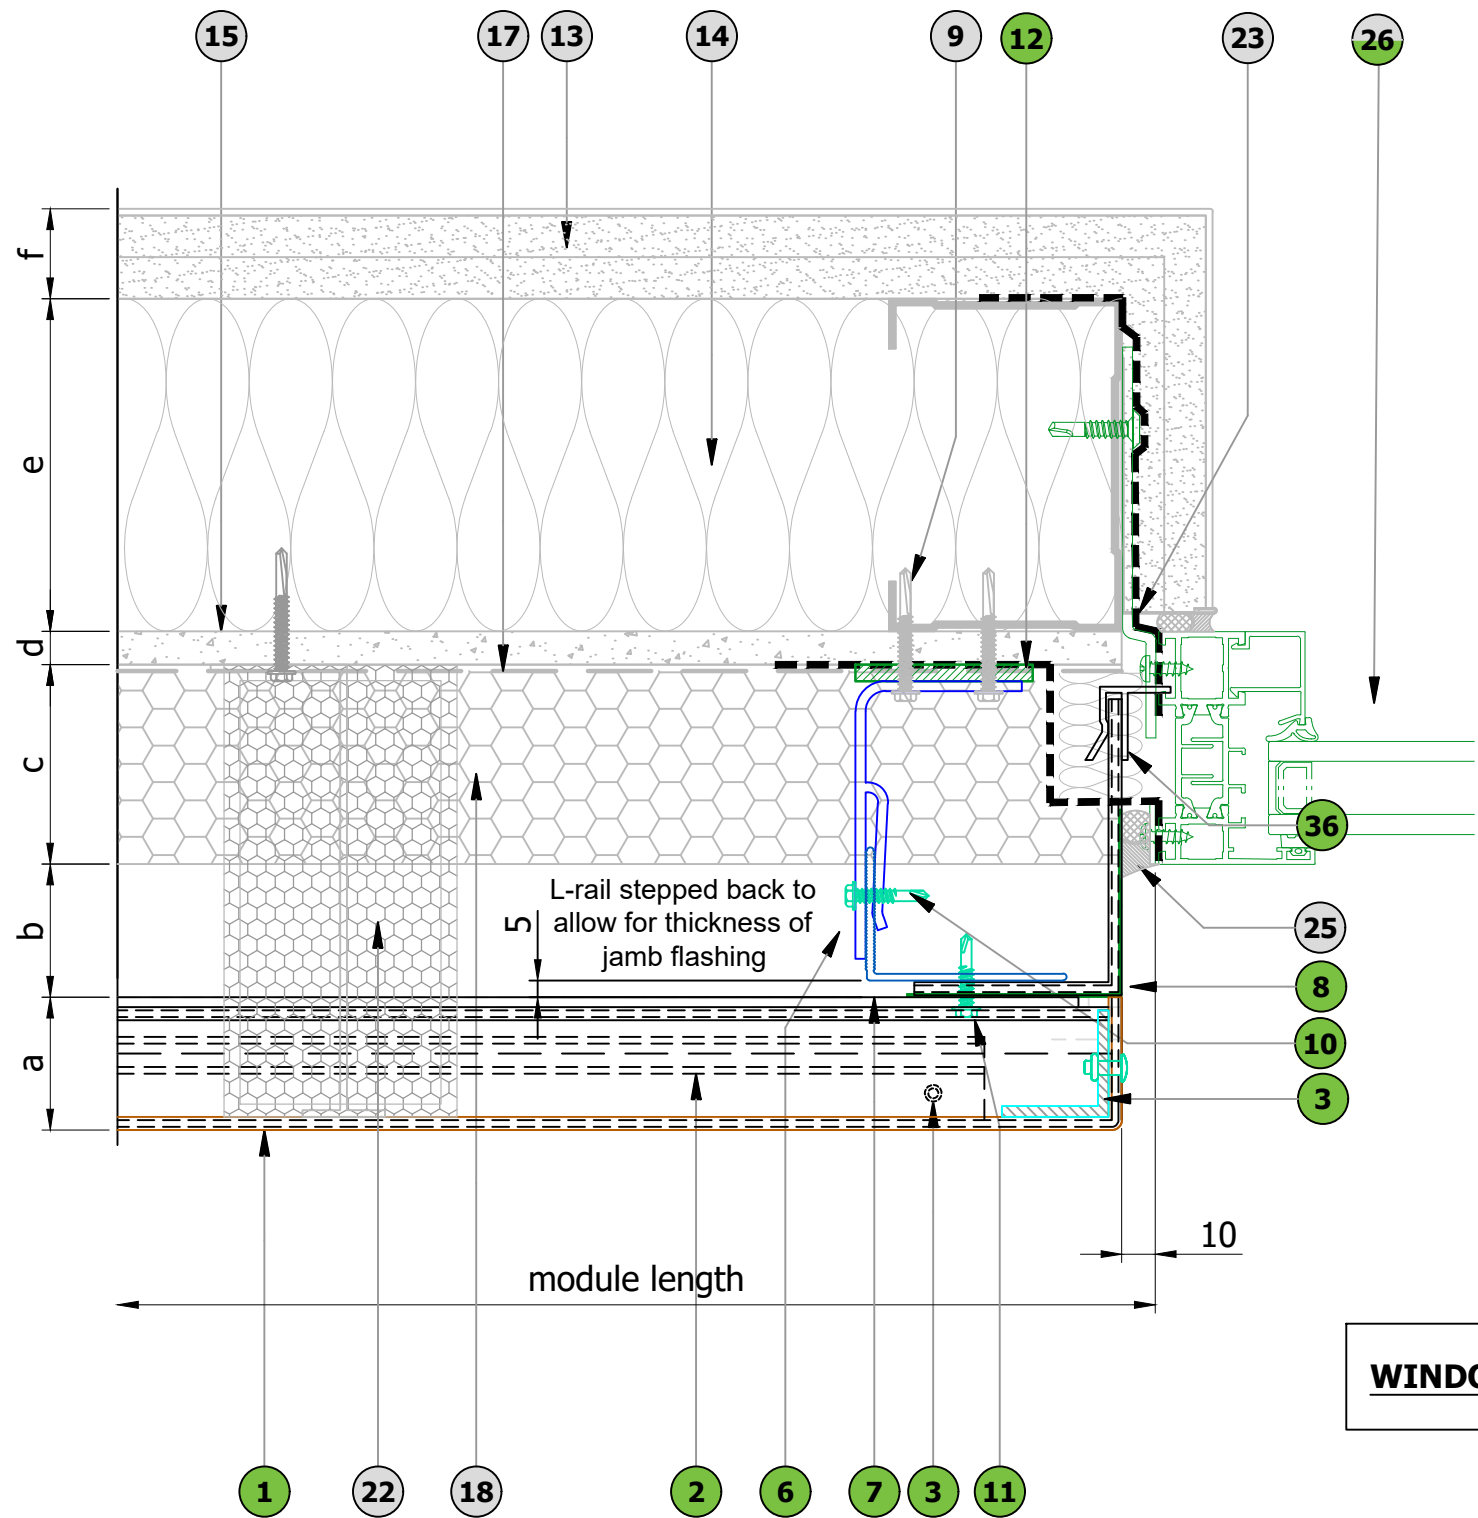 15 17 13 14 9 12 23 26
f
e
d
c
b
a
L-rail stepped back to
allow for thickness of
jamb flashing
5
36
25
8
10
3
10
module length
WINDO
1 22 18 2 6 7 3 11